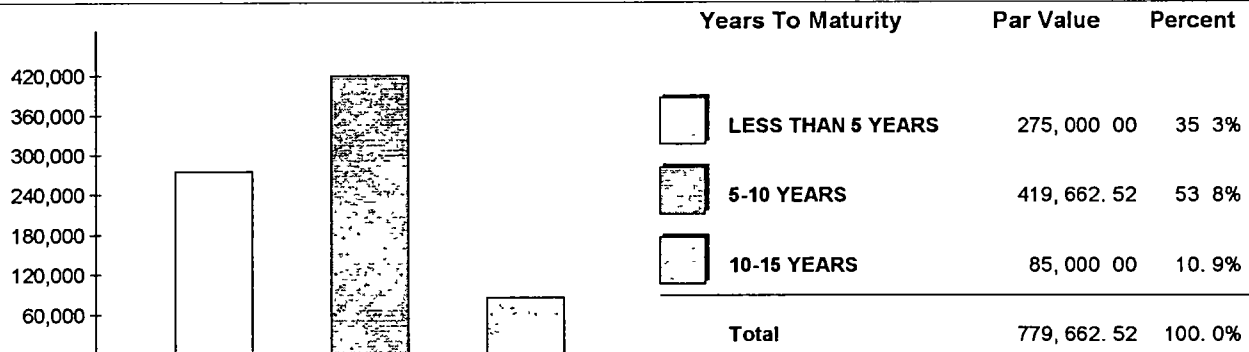 Years To Maturity Par Value Percent
420,000
360,000
300,000
240,000
180,000
120,000
60,000
LESS THAN 5 YEARS 275,000 00 35 3%
5-10 YEARS 419,662.52 53 8%
10-15 YEARS 85,000 00 10.9%
Total 779,662.52 100.0%